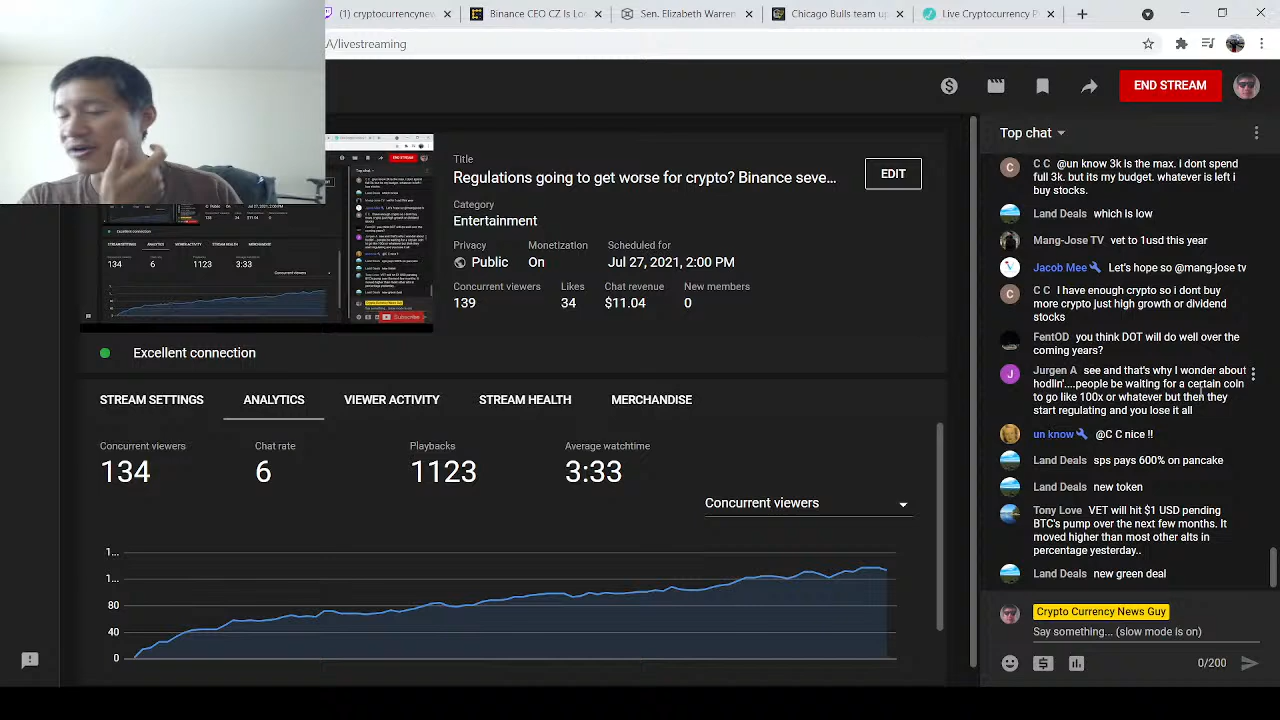 (1) cryptocurrencyne
Binance CEO CZ Is Lo
Sen. Elizabeth Warren
Chicago Bulls team up
Live Cryptocurrency P
A/livestreaming
END STREAM
Title
Regulations going to get worse for crypto? Binance seei
EDIT
Category
Entertainment
Privacy
Monetization
Scheduled for
Public
On
Jul 27, 2021, 2:00 PM
Concurrent viewers
Likes
Chat revenue
New members
139
34
$11.04
0
Excellent connection
STREAM SETTINGS
ANALYTICS
VIEWER ACTIVITY
STREAM HEALTH
MERCHANDISE
Concurrent viewers
Chat rate
Playbacks
Average watchtime
134
6
1123
3:33
Concurrent viewers
1...
1...
80
40
0
Top chat
C C @un know 3k is the max. I dont spend
full 3k. but its my budget. whatever is left i
buy stocks
Land Deals uni is low
Mang-jose TV vet to 1usd this year
Jacob Mas let's hope so @mang-jose tv
C C I have enough crypto so i dont buy
more crypto.just high growth or dividend
stocks
FentOD you think DOT will do well over the
coming years?
Jurgen A see and that's why I wonder about
hodlin'....people be waiting for a certain coin
to go like 100x or whatever but then they
start regulating and you lose it all
un know @C C nice !!
Land Deals sps pays 600% on pancake
Land Deals new token
Tony Love VET will hit $1 USD pending
BTC's pump over the next few months. It
moved higher than most other alts in
percentage yesterday..
Land Deals new green deal
Crypto Currency News Guy
Say something... (slow mode is on)
0/200